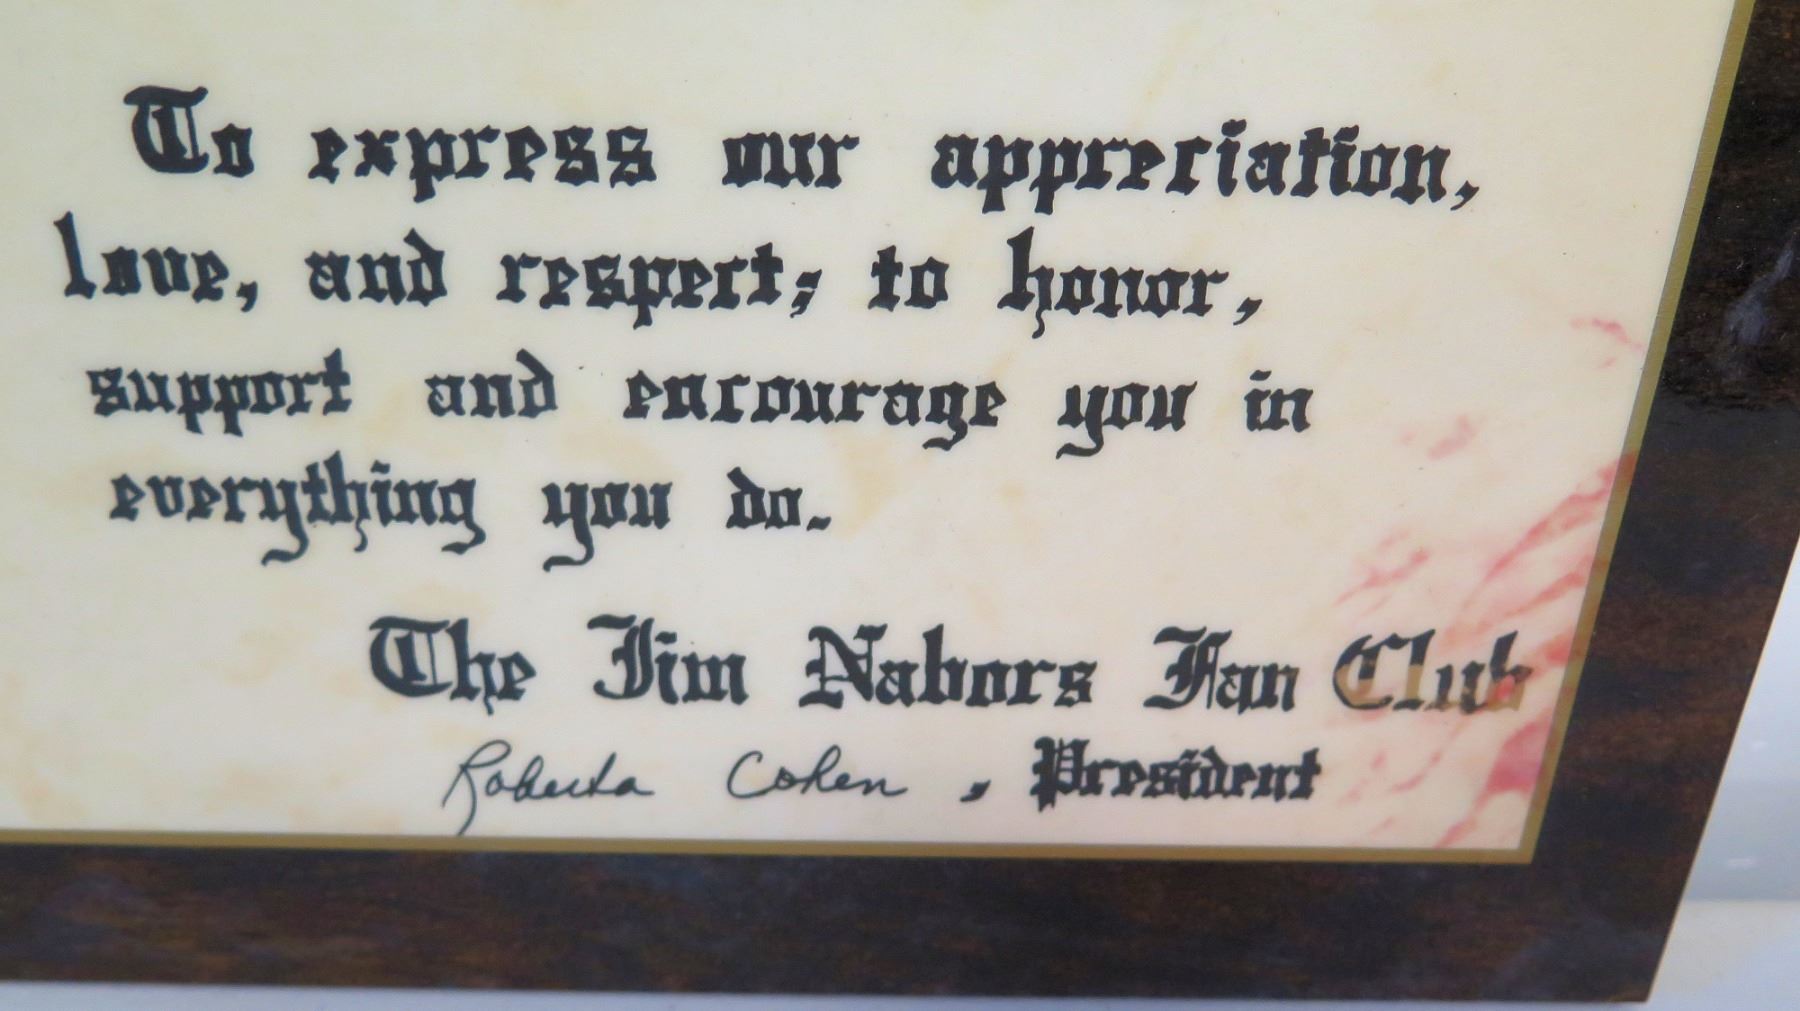 To express our appreciation,
love, and respect; to honor,
support and encourage you in
everything you do.
The Jim Nabors Fan Club
Roberta Cohen, President